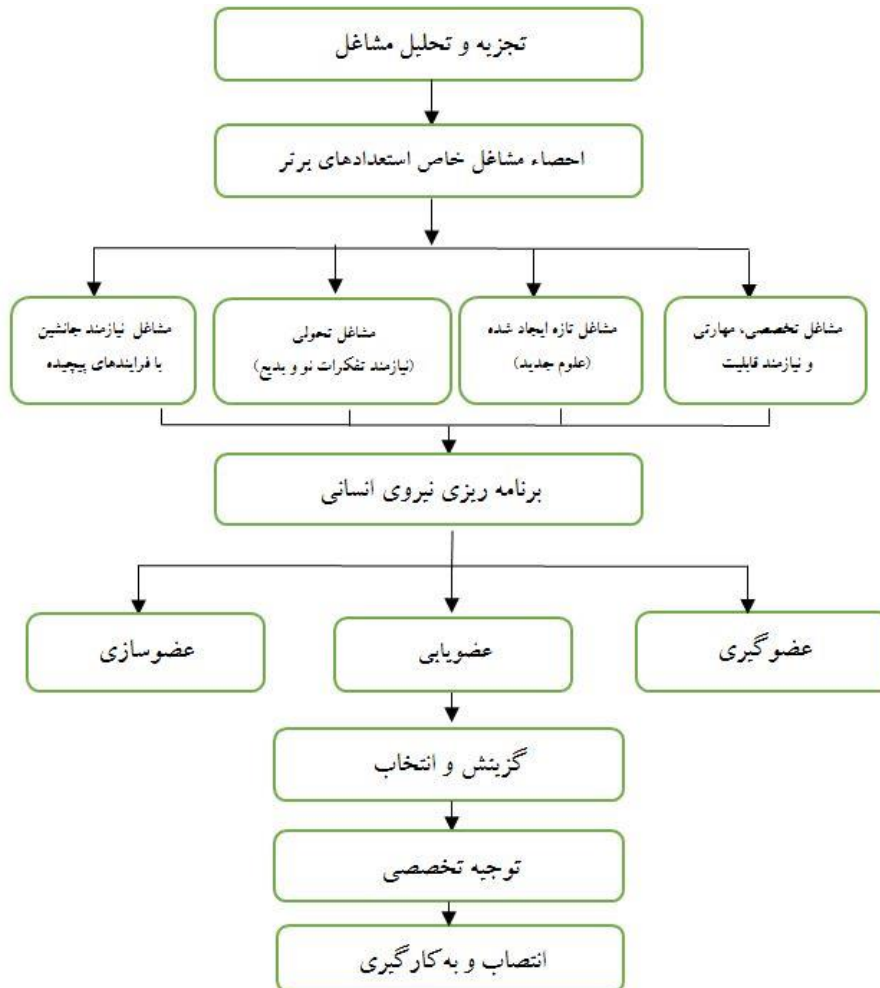 تجزیه و تحلیل مشاغل
احصاء مشاغل خاص استعدادهای برتر
مشاغل تخصصی، مهارتی
و نیازمند قابلیت
مشاغل تازه ایجاد شده
(علوم جدید)
مشاغل تحولی
(نیازمند تفکرات نو و بدیع)
مشاغل نیازمند جانشین
با فرایندهای پیچیده
برنامه ریزی نیروی انسانی
عضوگیری
عضویابی
عضوسازی
گزینش و انتخاب
توجیه تخصصی
انتصاب و به‌کارگیری